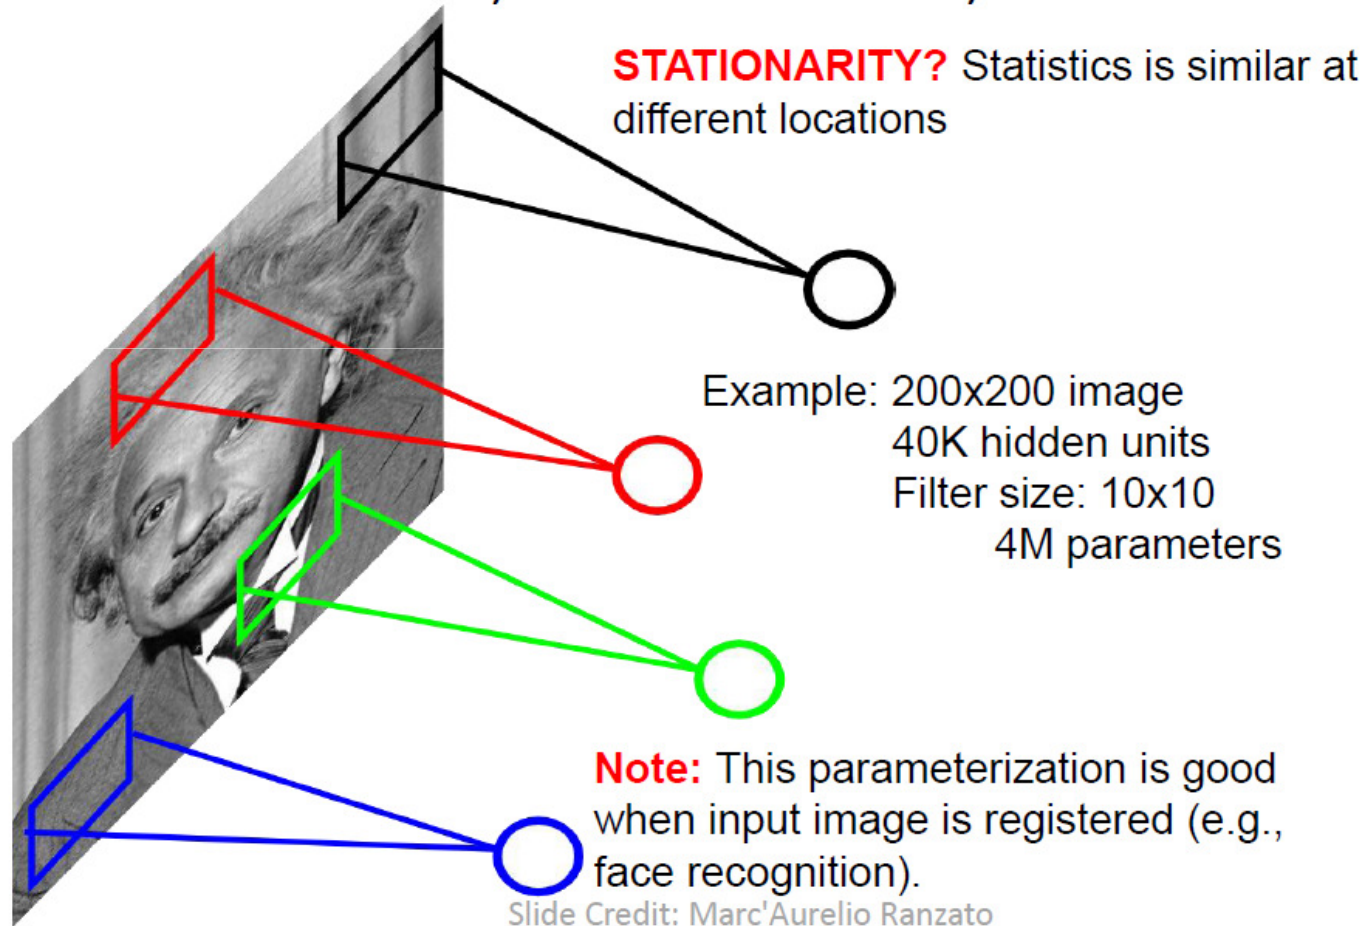 STATIONARITY? Statistics is similar at
different locations
Example: 200x200 image
40K hidden units
Filter size: 10x10
4M parameters
Note: This parameterization is good
when input image is registered (e.g.,
face recognition).
Slide Credit: Marc'Aurelio Ranzato